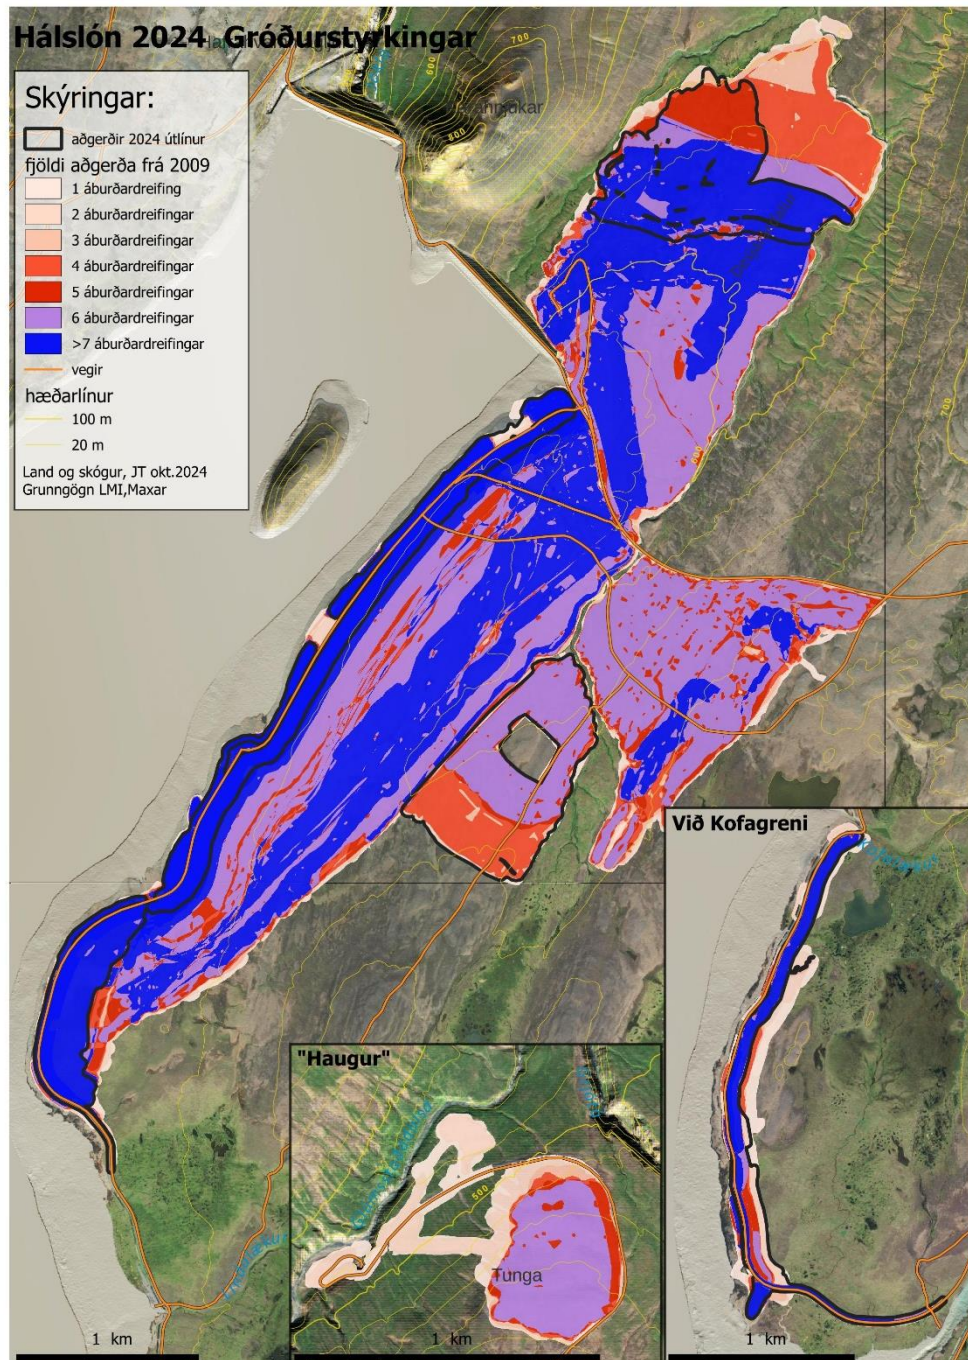 Hálslón 2024 Gróðurstyrkingar
Skýringar:
aðgerðir 2024 útlínur
fjöldi aðgerða frá 2009
1 áburðardreifing
2 áburðardreifingar
3 áburðardreifingar
4 áburðardreifingar
5 áburðardreifingar
6 áburðardreifingar
>7 áburðardreifingar
vegir
hæðarlínur
100 m
20 m
Land og skógur, JT okt.2024
Grunngögn LMI,Maxar
700
600
800
700
600
Við Kofagreni
"Haugur"
500
Tunga
1 km
1 km
1 km